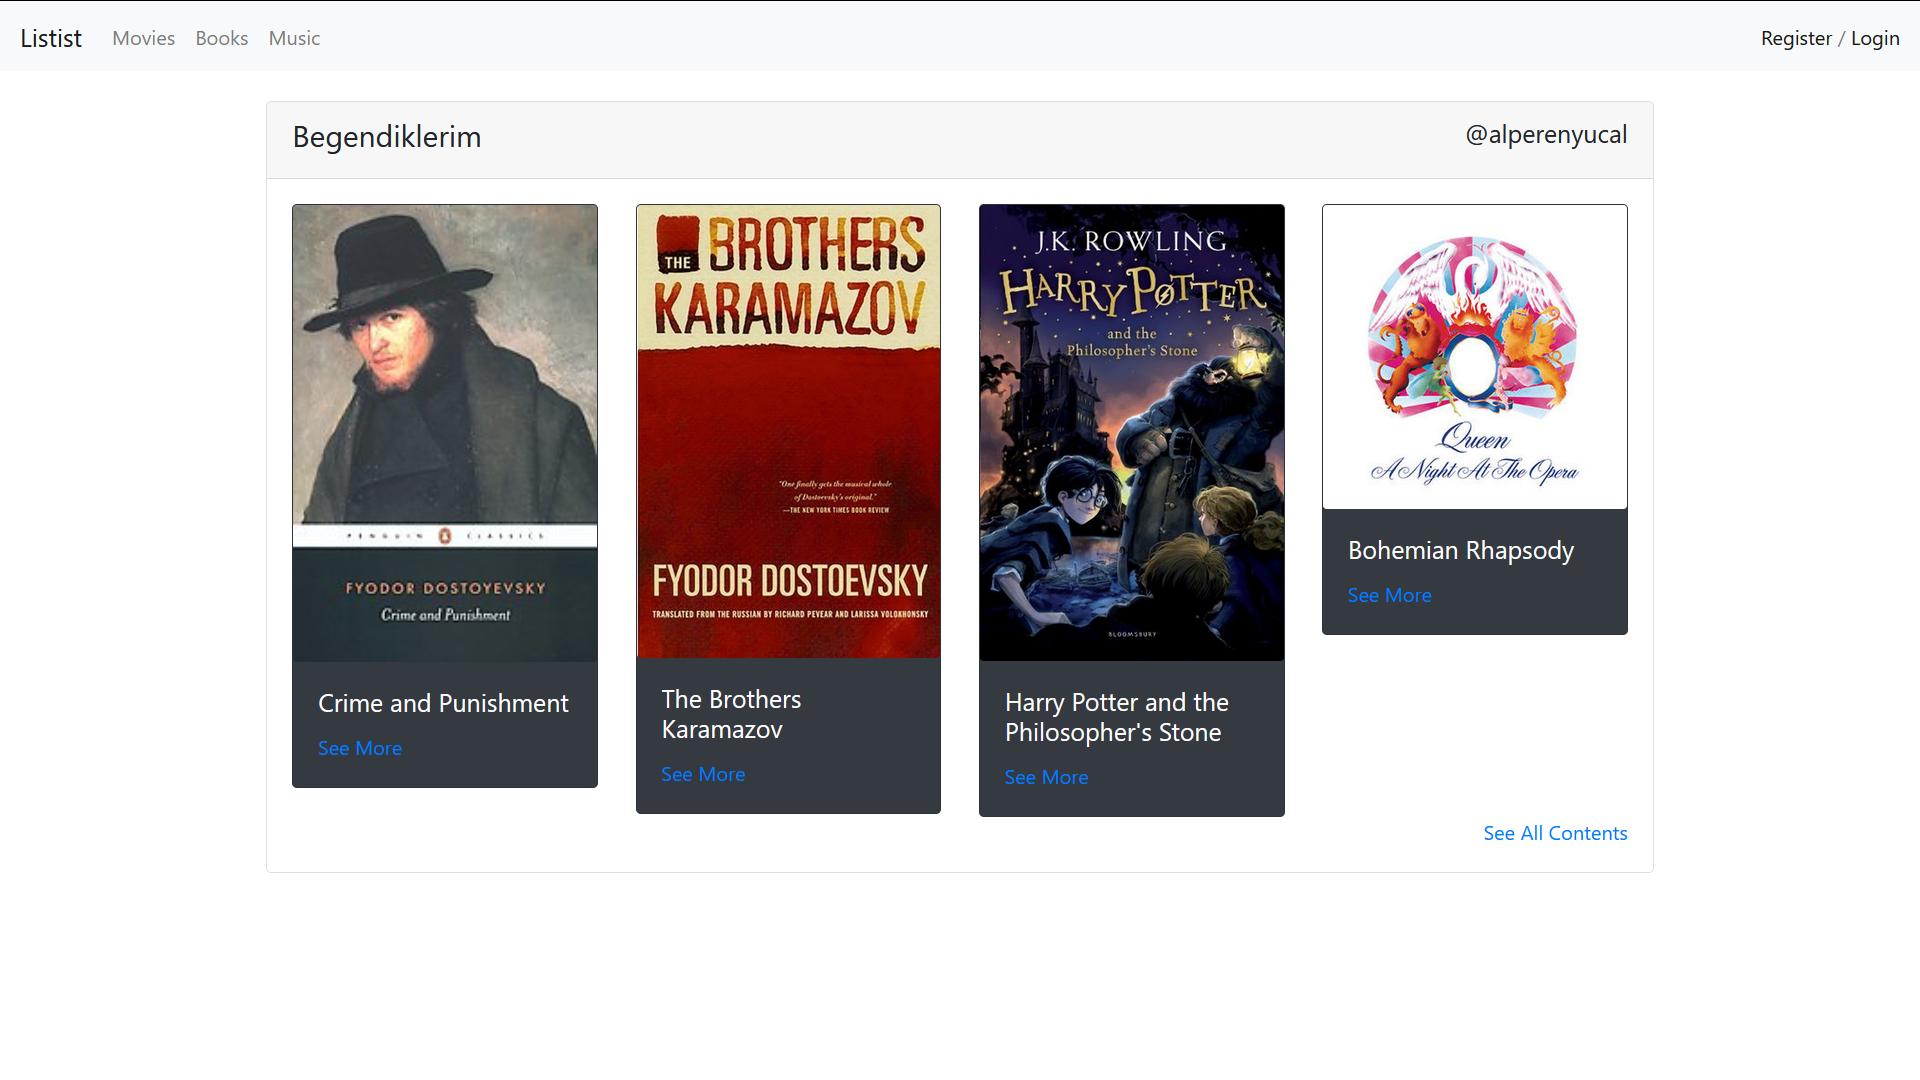 Listist Movies Books Music Register / Login
Begendiklerim @alperenyucal
PENGUIN CLASSICS
FYODOR DOSTOYEVSKY
Crime and Punishment
Crime and Punishment
See More
THE BROTHERS
KARAMAZOV
"One finally gets the musical whole
of Dostoevsky's original."
—THE NEW YORK TIMES BOOK REVIEW
FYODOR DOSTOEVSKY
TRANSLATED FROM THE RUSSIAN BY RICHARD PEVEAR AND LARISSA VOLOKHONSKY
The Brothers
Karamazov
See More
J.K. ROWLING
HARRY POTTER
and the
Philosopher's Stone
BLOOMSBURY
Harry Potter and the
Philosopher's Stone
See More
Queen
A Night At The Opera
Bohemian Rhapsody
See More
See All Contents